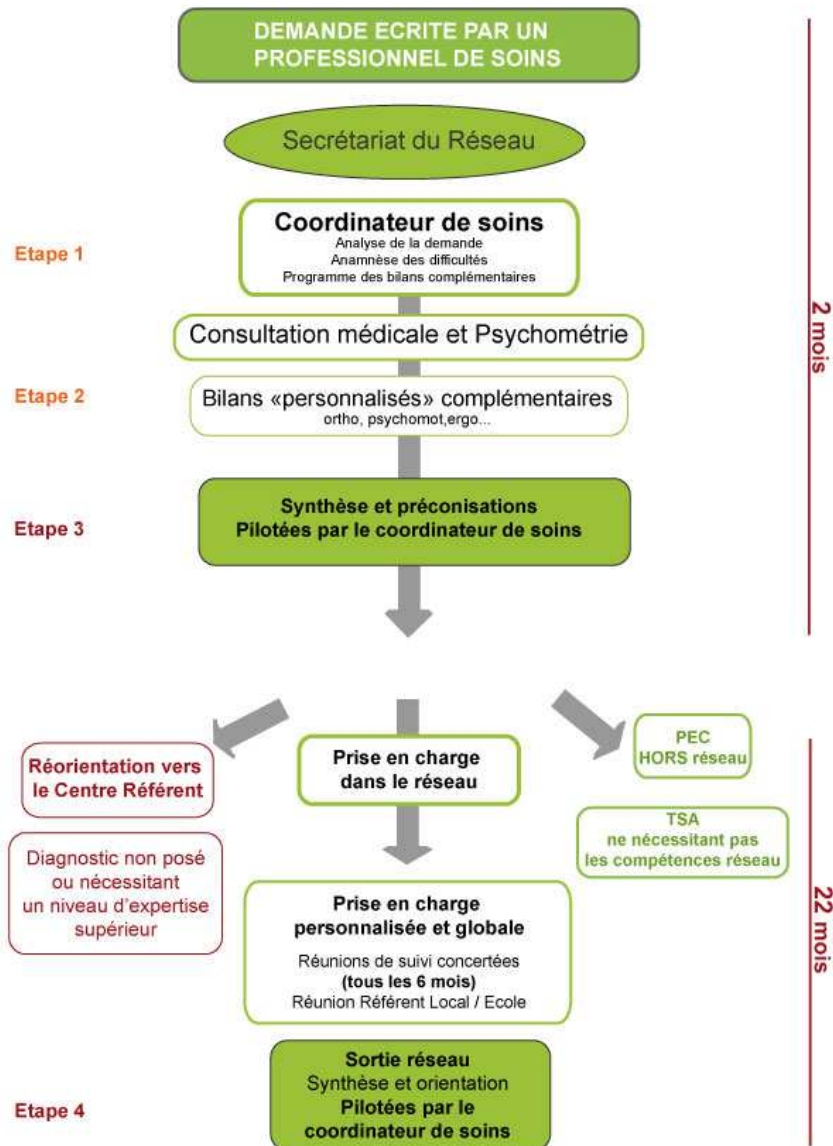 DEMANDE ECRITE PAR UN
PROFESSIONNEL DE SOINS
Secrétariat du Réseau
Etape 1
Coordinateur de soins
Analyse de la demande
Anamnèse des difficultés
Programme des bilans complémentaires
2 mois
Consultation médicale et Psychométrie
Etape 2
Bilans «personnalisés» complémentaires
ortho, psychomot,ergo...
Etape 3
Synthèse et préconisations
Pilotées par le coordinateur de soins
Réorientation vers
le Centre Référent
Diagnostic non posé
ou nécessitant
un niveau d'expertise
supérieur
Prise en charge
dans le réseau
PEC
HORS réseau
TSA
ne nécessitant pas
les compétences réseau
22 mois
Prise en charge
personnalisée et globale
Réunions de suivi concertées
(tous les 6 mois)
Réunion Référent Local / Ecole
Etape 4
Sortie réseau
Synthèse et orientation
Pilotées par le
coordinateur de soins